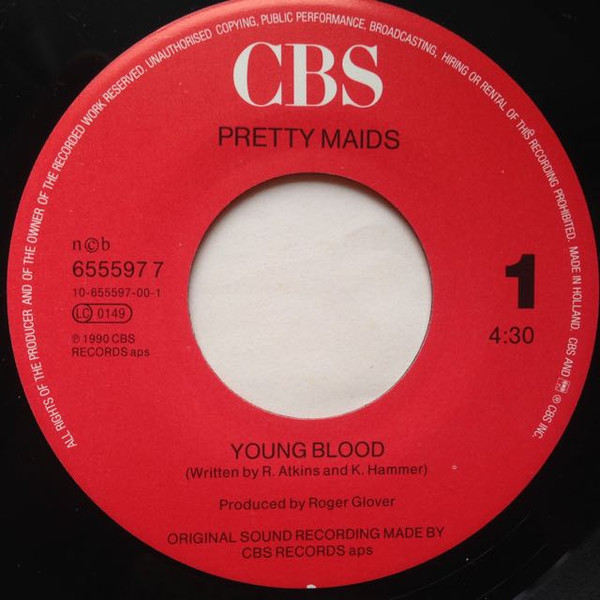 ALL RIGHTS OF THE PRODUCER AND OF THE OWNER OF THE RECORDED WORK RESERVED. UNAUTHORISED COPYING, PUBLIC PERFORMANCE, BROADCASTING, HIRING OR RENTAL OF THIS RECORDING PROHIBITED. MADE IN HOLLAND. CBS AND ® CBS INC.
CBS
PRETTY MAIDS
n©b
655597 7
10-655597-00-1
LC 0149
℗ 1990 CBS
RECORDS aps
1
4:30
YOUNG BLOOD
(Written by R. Atkins and K. Hammer)
Produced by Roger Glover
ORIGINAL SOUND RECORDING MADE BY
CBS RECORDS aps